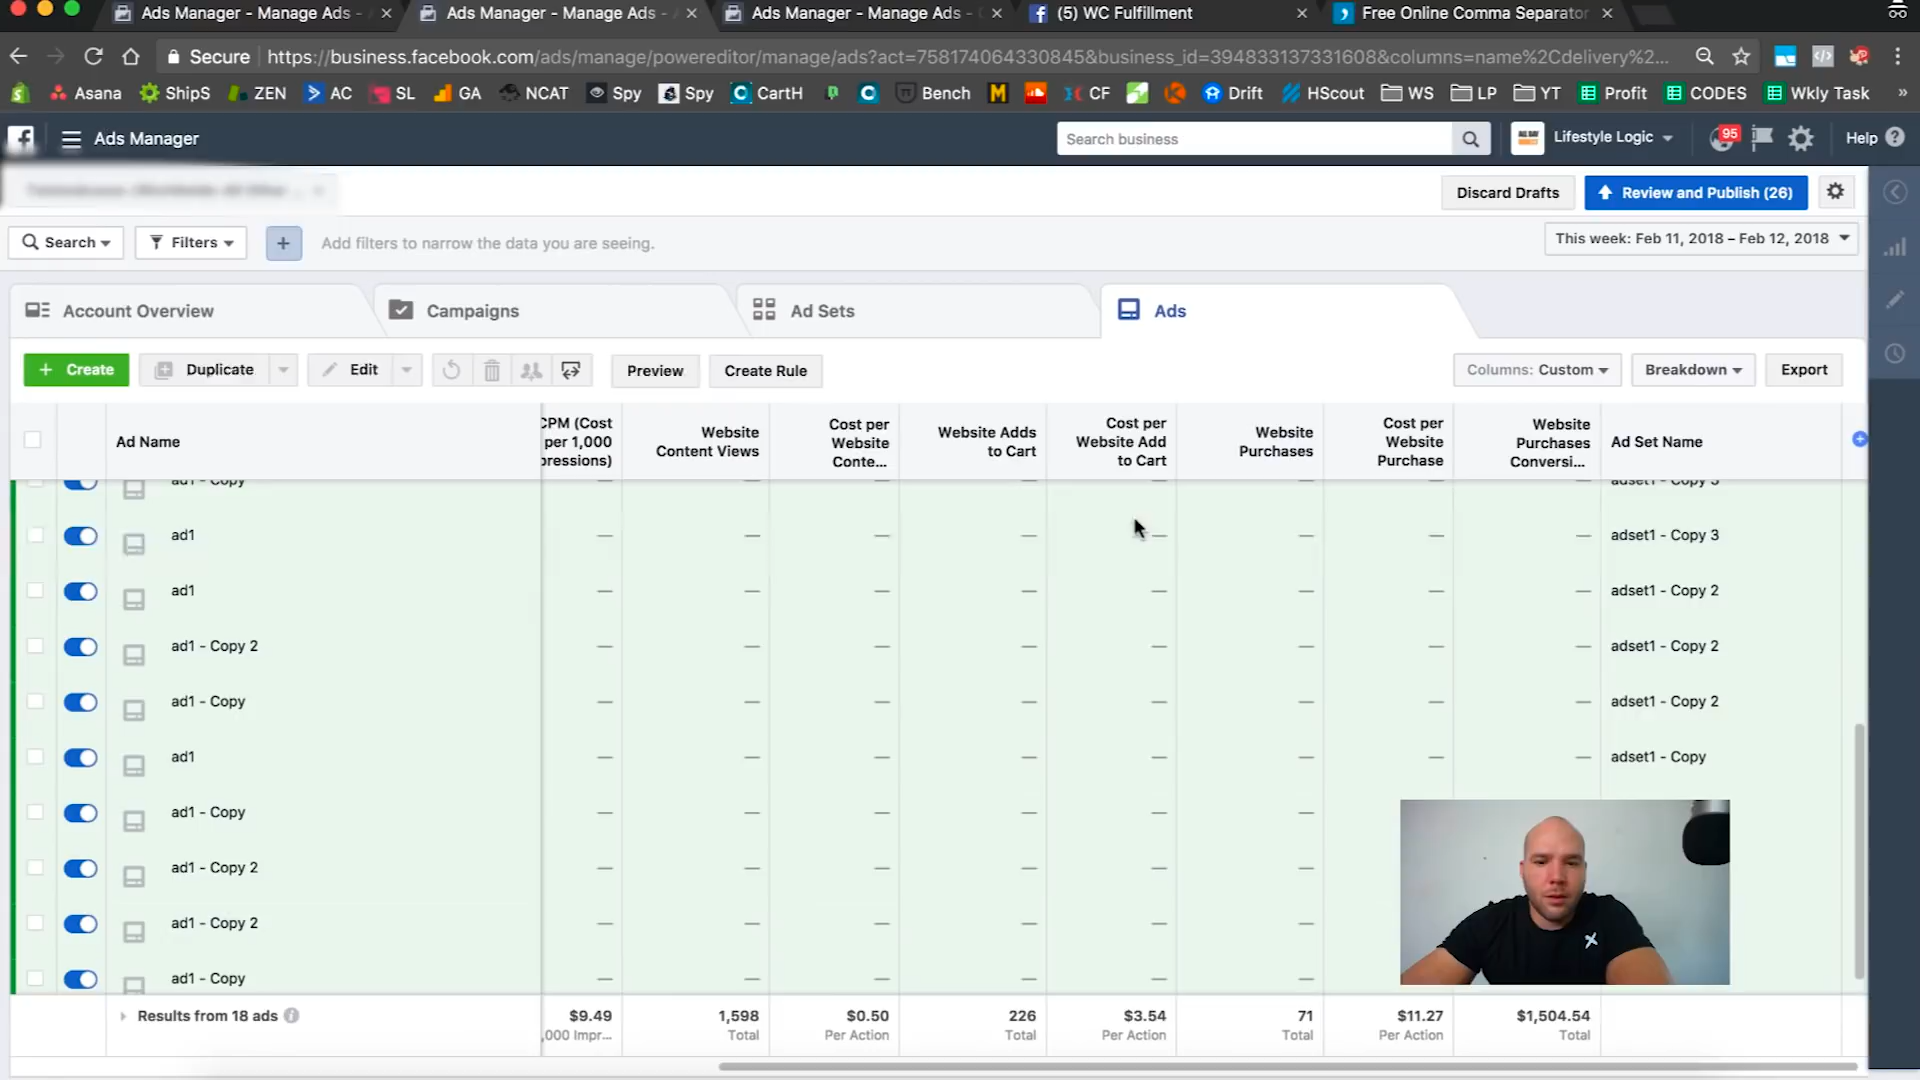 Ads Manager - Manage Ads -
Ads Manager - Manage Ads -
Ads Manager - Manage Ads -
(5) WC Fulfillment
Free Online Comma Separator
Secure
https://business.facebook.com/ads/manage/powereditor/manage/ads?act=758174064330845&business_id=394833137331608&columns=name%2Cdelivery%2...
Asana
ShipS
ZEN
AC
SL
GA
NCAT
Spy
Spy
CartH
Bench
CF
Drift
HScout
WS
LP
YT
Profit
CODES
Wkly Task
Ads Manager
Search business
Lifestyle Logic
95
Help
Discard Drafts
Review and Publish (26)
Search
Filters
Add filters to narrow the data you are seeing.
This week: Feb 11, 2018 – Feb 12, 2018
Account Overview
Campaigns
Ad Sets
Ads
+ Create
Duplicate
Edit
Preview
Create Rule
Columns: Custom
Breakdown
Export
Ad Name
CPM (Cost
per 1,000
pressions)
Website
Content Views
Cost per
Website
Conte...
Website Adds
to Cart
Cost per
Website Add
to Cart
Website
Purchases
Cost per
Website
Purchase
Website
Purchases
Conversi...
Ad Set Name
ad1 - Copy — — — — — — — — adset1 - Copy 3
ad1 — — — — — — — — adset1 - Copy 3
ad1 — — — — — — — — adset1 - Copy 2
ad1 - Copy 2 — — — — — — — — adset1 - Copy 2
ad1 - Copy — — — — — — — — adset1 - Copy 2
ad1 — — — — — — — — adset1 - Copy
ad1 - Copy — — — — — —
ad1 - Copy 2 — — — — — —
ad1 - Copy 2 — — — — — —
ad1 - Copy — — — — — —
Results from 18 ads
$9.49
,000 Impr...
1,598
Total
$0.50
Per Action
226
Total
$3.54
Per Action
71
Total
$11.27
Per Action
$1,504.54
Total